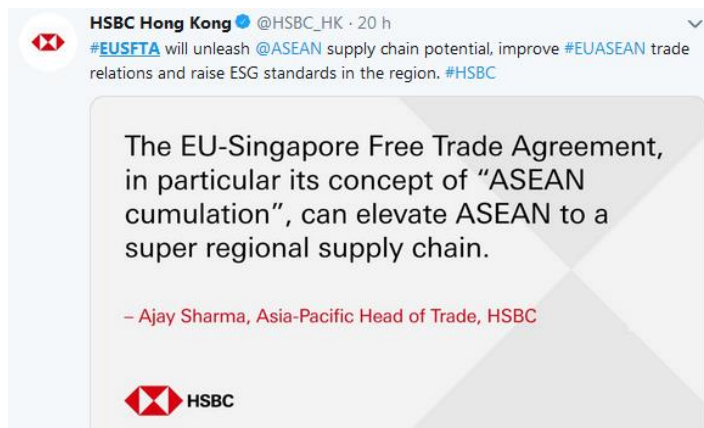 HSBC Hong Kong @HSBC_HK · 20 h
#EUSFTA will unleash @ASEAN supply chain potential, improve #EUASEAN trade
relations and raise ESG standards in the region. #HSBC
The EU-Singapore Free Trade Agreement,
in particular its concept of “ASEAN
cumulation”, can elevate ASEAN to a
super regional supply chain.
– Ajay Sharma, Asia-Pacific Head of Trade, HSBC
HSBC